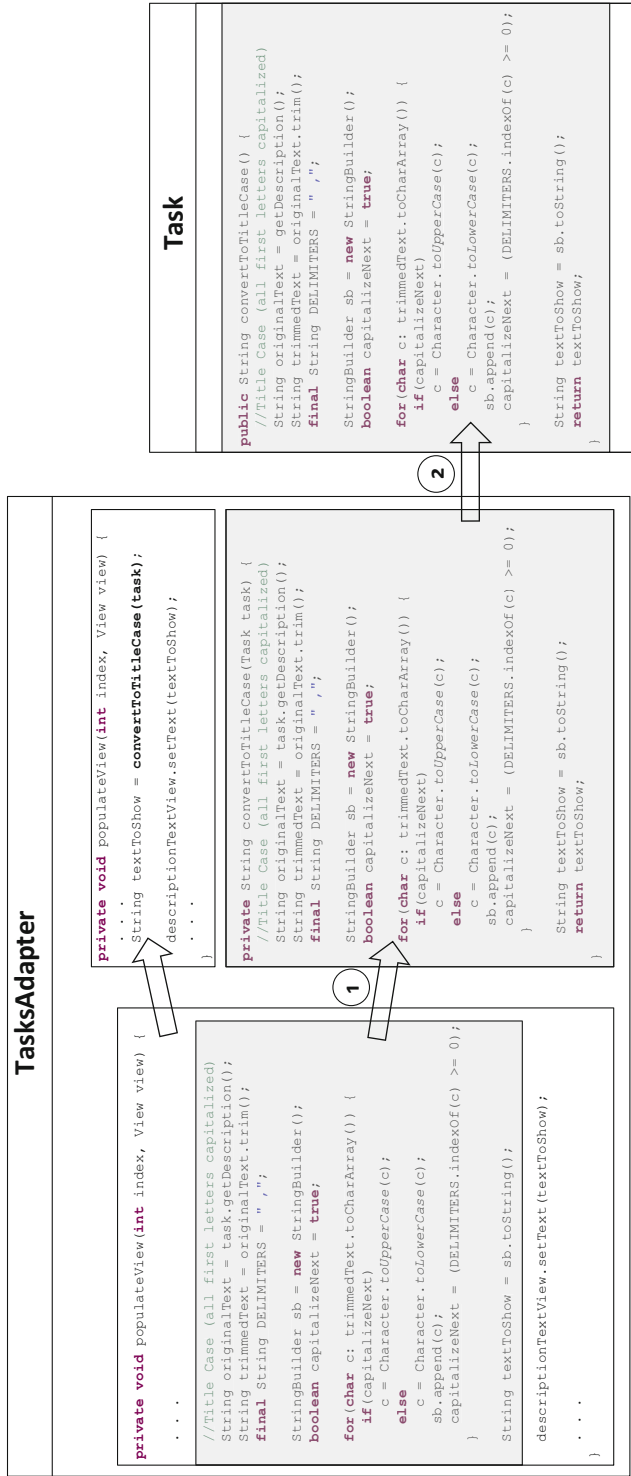 TasksAdapter
private void populateView(int index, View view) {
. . .
//Title Case (all first letters capitalized)
String originalText = task.getDescription();
String trimmedText = originalText.trim();
final String DELIMITERS = " ,";
StringBuilder sb = new StringBuilder();
boolean capitalizeNext = true;
for(char c: trimmedText.toCharArray()) {
if(capitalizeNext)
c = Character.toUpperCase(c);
else
c = Character.toLowerCase(c);
sb.append(c);
capitalizeNext = (DELIMITERS.indexOf(c) >= 0);
}
String textToShow = sb.toString();
descriptionTextView.setText(textToShow);
. . .
}
1
private void populateView(int index, View view) {
. . .
String textToShow = convertToTitleCase(task);
descriptionTextView.setText(textToShow);
. . .
}
private String convertToTitleCase(Task task) {
//Title Case (all first letters capitalized)
String originalText = task.getDescription();
String trimmedText = originalText.trim();
final String DELIMITERS = " ,";
StringBuilder sb = new StringBuilder();
boolean capitalizeNext = true;
for(char c: trimmedText.toCharArray()) {
if(capitalizeNext)
c = Character.toUpperCase(c);
else
c = Character.toLowerCase(c);
sb.append(c);
capitalizeNext = (DELIMITERS.indexOf(c) >= 0);
}
String textToShow = sb.toString();
return textToShow;
}
2
Task
public String convertToTitleCase() {
//Title Case (all first letters capitalized)
String originalText = getDescription();
String trimmedText = originalText.trim();
final String DELIMITERS = " ,";
StringBuilder sb = new StringBuilder();
boolean capitalizeNext = true;
for(char c: trimmedText.toCharArray()) {
if(capitalizeNext)
c = Character.toUpperCase(c);
else
c = Character.toLowerCase(c);
sb.append(c);
capitalizeNext = (DELIMITERS.indexOf(c) >= 0);
}
String textToShow = sb.toString();
return textToShow;
}